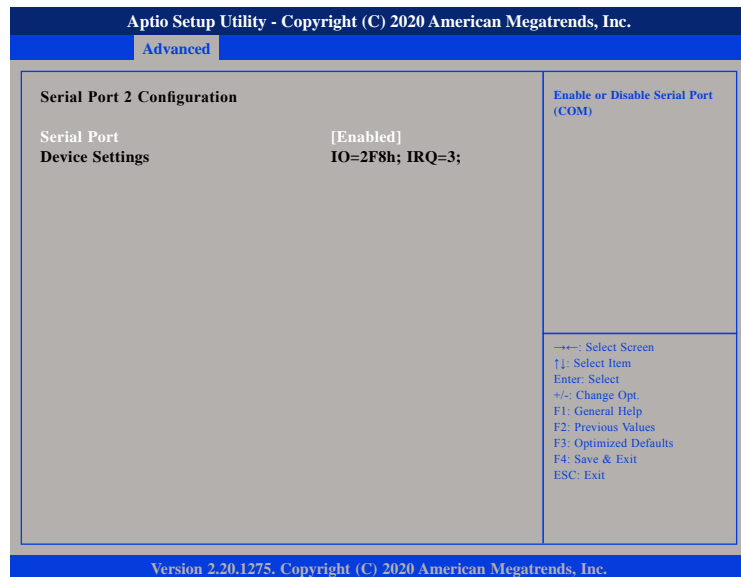 Aptio Setup Utility - Copyright (C) 2020 American Megatrends, Inc.
Advanced
Serial Port 2 Configuration
Serial Port [Enabled]
Device Settings IO=2F8h; IRQ=3;
Enable or Disable Serial Port
(COM)
→←: Select Screen
↑↓: Select Item
Enter: Select
+/-: Change Opt.
F1: General Help
F2: Previous Values
F3: Optimized Defaults
F4: Save & Exit
ESC: Exit
Version 2.20.1275. Copyright (C) 2020 American Megatrends, Inc.